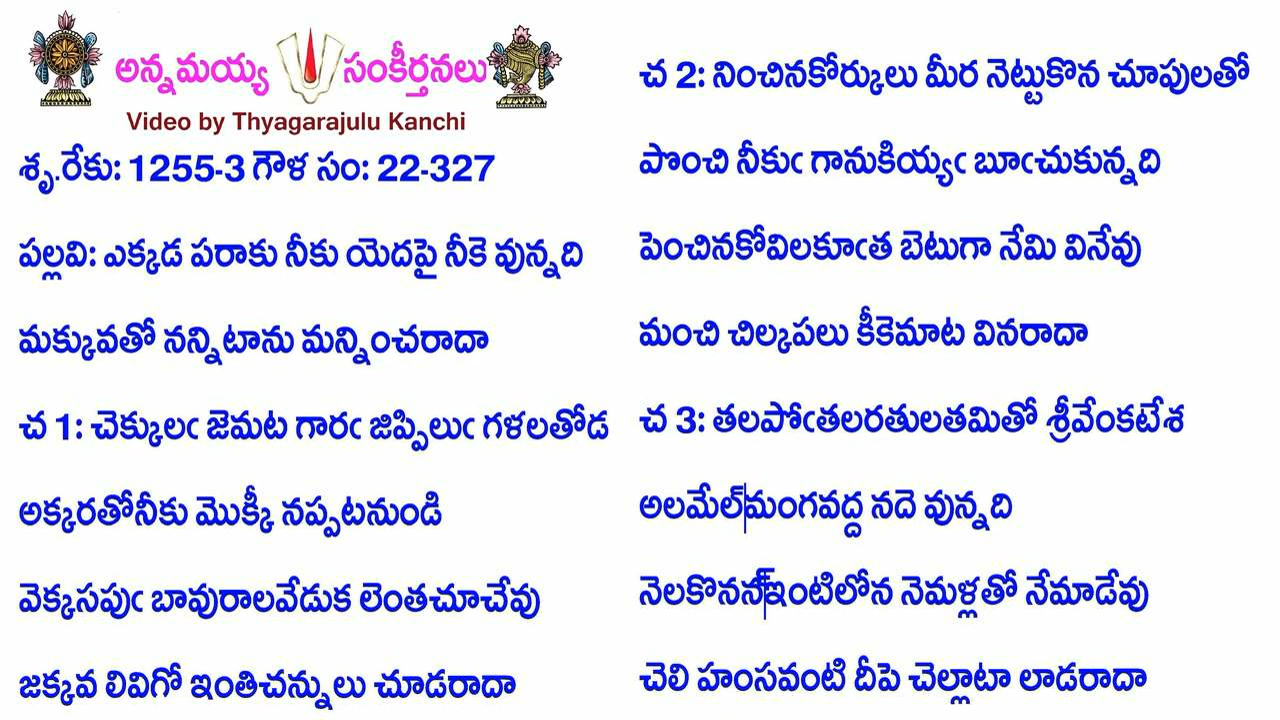 అన్నమయ్య సంకీర్తనలు
Video by Thyagarajulu Kanchi
శృ.రేకు: 1255-3 గౌళ సం: 22-327
పల్లవి: ఎక్కడ పరాకు నీకు యెదపై నీకె వున్నది
మక్కువతో నన్నిటాను మన్నించరాదా
చ 1: చెక్కులఁ జెమట గారఁ జిప్పిలుఁ గళలతోడ
అక్కరతోనీకు మొక్కీ నప్పటనుండి
వెక్కసపుఁ బావురాలవేడుక లెంతచూచేవు
జక్కవ లివిగో ఇంతిచన్నులు చూడరాదా
చ 2: నించినకోర్కులు మీర నెట్టుకొన చూపులతో
పొంచి నీకుఁ గానుకియ్యఁ బూఁచుకున్నది
పెంచినకోవిలకూఁత బెటుగా నేమి వినేవు
మంచి చిల్కపలు కీకెమాట వినరాదా
చ 3: తలపోఁతలరతులతమితో శ్రీవేంకటేశ
అలమేల్‌మంగవద్ద నదె వున్నది
నెలకొనన్‌ఇంటిలోన నెమళ్లతో నేమాడేవు
చెలి హంసవంటి దీపె చెల్లాటా లాడరాదా